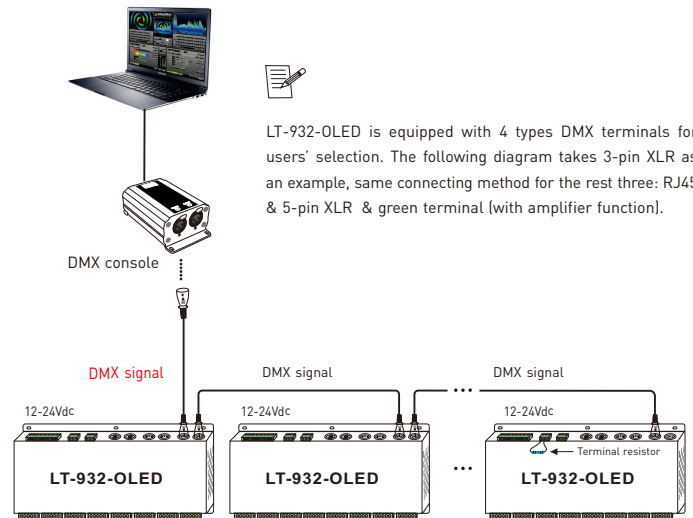 LT-932-OLED is equipped with 4 types DMX terminals for
users' selection. The following diagram takes 3-pin XLR as
an example, same connecting method for the rest three: RJ45
& 5-pin XLR & green terminal (with amplifier function).
DMX console
DMX signal
DMX signal
DMX signal
12-24Vdc
12-24Vdc
12-24Vdc
Terminal resistor
LT-932-OLED
LT-932-OLED
LT-932-OLED